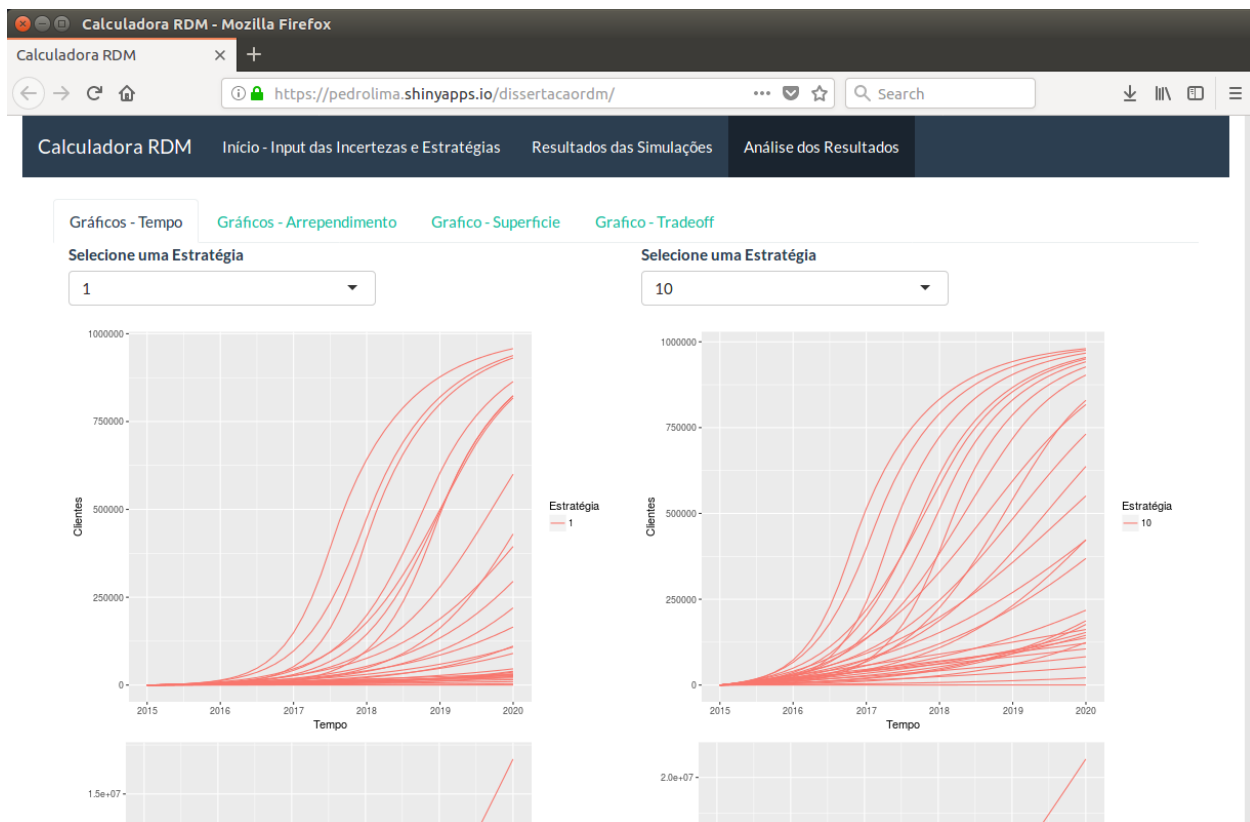 Calculadora RDM - Mozilla Firefox
Calculadora RDM
https://pedrolima.shinyapps.io/dissertacaordm/
Search
Calculadora RDM
Início - Input das Incertezas e Estratégias
Resultados das Simulações
Análise dos Resultados
Gráficos - Tempo
Gráficos - Arrependimento
Grafico - Superficie
Grafico - Tradeoff
Selecione uma Estratégia
1
Selecione uma Estratégia
10
1000000
750000
500000
250000
0
Clientes
2015 2016 2017 2018 2019 2020
Tempo
Estratégia
1
1000000
750000
500000
250000
0
Clientes
2015 2016 2017 2018 2019 2020
Tempo
Estratégia
10
1.5e+07
2.0e+07